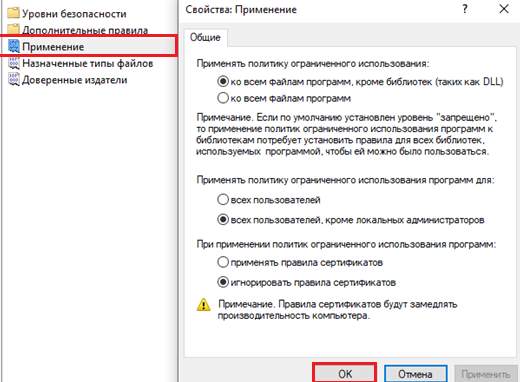 Уровни безопасности
Дополнительные правила
Применение
Назначенные типы файлов
Доверенные издатели
Свойства: Применение
?
Общие
Применять политику ограниченного использования:
ко всем файлам программ, кроме библиотек (таких как DLL)
ко всем файлам программ
Примечание. Если по умолчанию установлен уровень "запрещено",
то применение политик ограниченного использования программ к
библиотекам потребует установить правила для всех библиотек,
используемых программой, чтобы ей можно было пользоваться.
Применять политику ограниченного использования программ для:
всех пользователей
всех пользователей, кроме локальных администраторов
При применении политик ограниченного использования программ:
применять правила сертификатов
игнорировать правила сертификатов
Примечание. Правила сертификатов будут замедлять
производительность компьютера.
ОК
Отмена
Применить